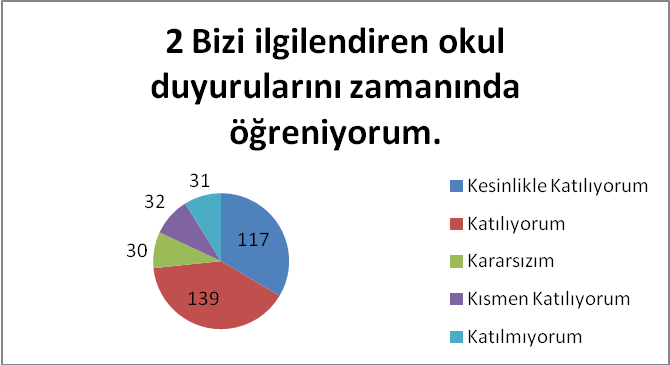 2 Bizi ilgilendiren okul
duyurularını zamanında
öğreniyorum.
31
32
30
117
139
Kesinlikle Katılıyorum
Katılıyorum
Kararsızım
Kısmen Katılıyorum
Katılmıyorum